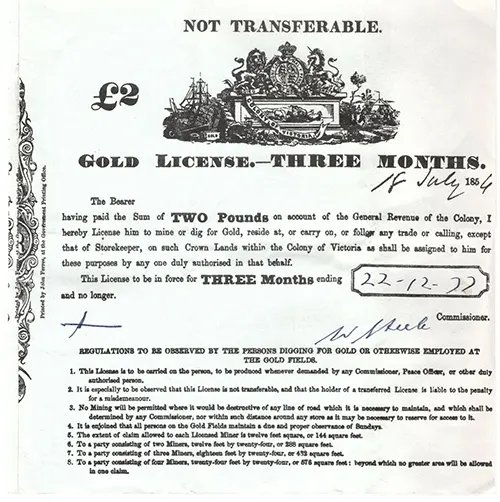 NOT TRANSFERABLE.
£2
COLONY OF VICTORIA
GOLD
GOLD LICENSE.—THREE MONTHS.
18 July 1854
The Bearer
having paid the Sum of TWO Pounds on account of the General Revenue of the Colony, I
hereby License him to mine or dig for Gold, reside at, or carry on, or follow any trade or calling, except
that of Storekeeper, on such Crown Lands within the Colony of Victoria as shall be assigned to him for
these purposes by any one duly authorised in that behalf.
This License to be in force for THREE Months ending 22-12-22
and no longer.
Commissioner.
W Steele
REGULATIONS TO BE OBSERVED BY THE PERSONS DIGGING FOR GOLD OR OTHERWISE EMPLOYED AT
THE GOLD FIELDS.
1. This License is to be carried on the person, to be produced whenever demanded by any Commissioner, Peace Officer, or other duly
authorised person.
2. It is especially to be observed that this License is not transferable, and that the holder of a transferred License is liable to the penalty
for a misdemeanour.
3. No Mining will be permitted where it would be destructive of any line of road which it is necessary to maintain, and which shall be
determined by any Commissioner, nor within such distance around any store as it may be necessary to reserve for access to it.
4. It is enjoined that all persons on the Gold Fields maintain a due and proper observance of Sundays.
5. The extent of claim allowed to each Licensed Miner is twelve feet square, or 144 square feet.
6. To a party consisting of two Miners, twelve feet by twenty-four, or 288 square feet.
7. To a party consisting of three Miners, eighteen feet by twenty-four, or 432 square feet.
8. To a party consisting of four Miners, twenty-four feet by twenty-four, or 576 square feet: beyond which no greater area will be allowed
in one claim.
Printed by John Ferres, at the Government Printing Office.